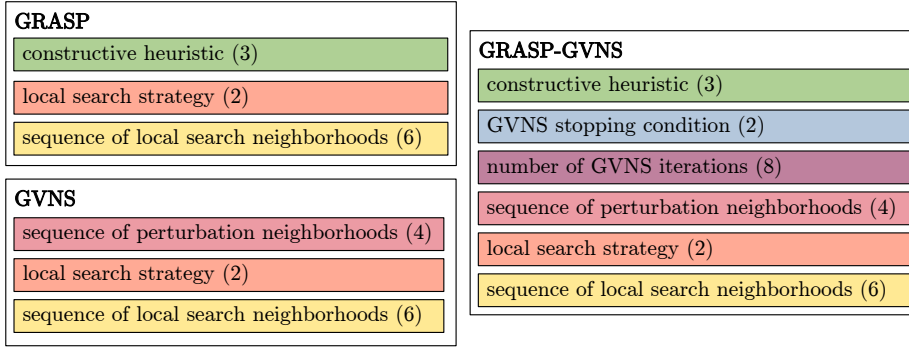 GRASP
constructive heuristic (3)
local search strategy (2)
sequence of local search neighborhoods (6)
GVNS
sequence of perturbation neighborhoods (4)
local search strategy (2)
sequence of local search neighborhoods (6)
GRASP-GVNS
constructive heuristic (3)
GVNS stopping condition (2)
number of GVNS iterations (8)
sequence of perturbation neighborhoods (4)
local search strategy (2)
sequence of local search neighborhoods (6)